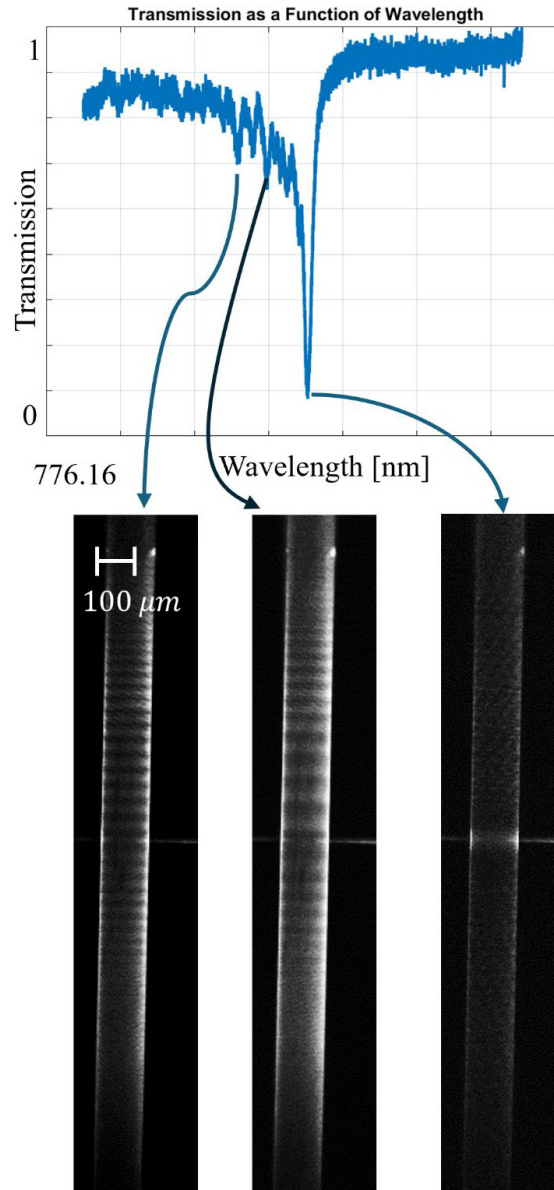 Transmission as a Function of Wavelength
1
Transmission
0
776.16
Wavelength [nm]
100 μm